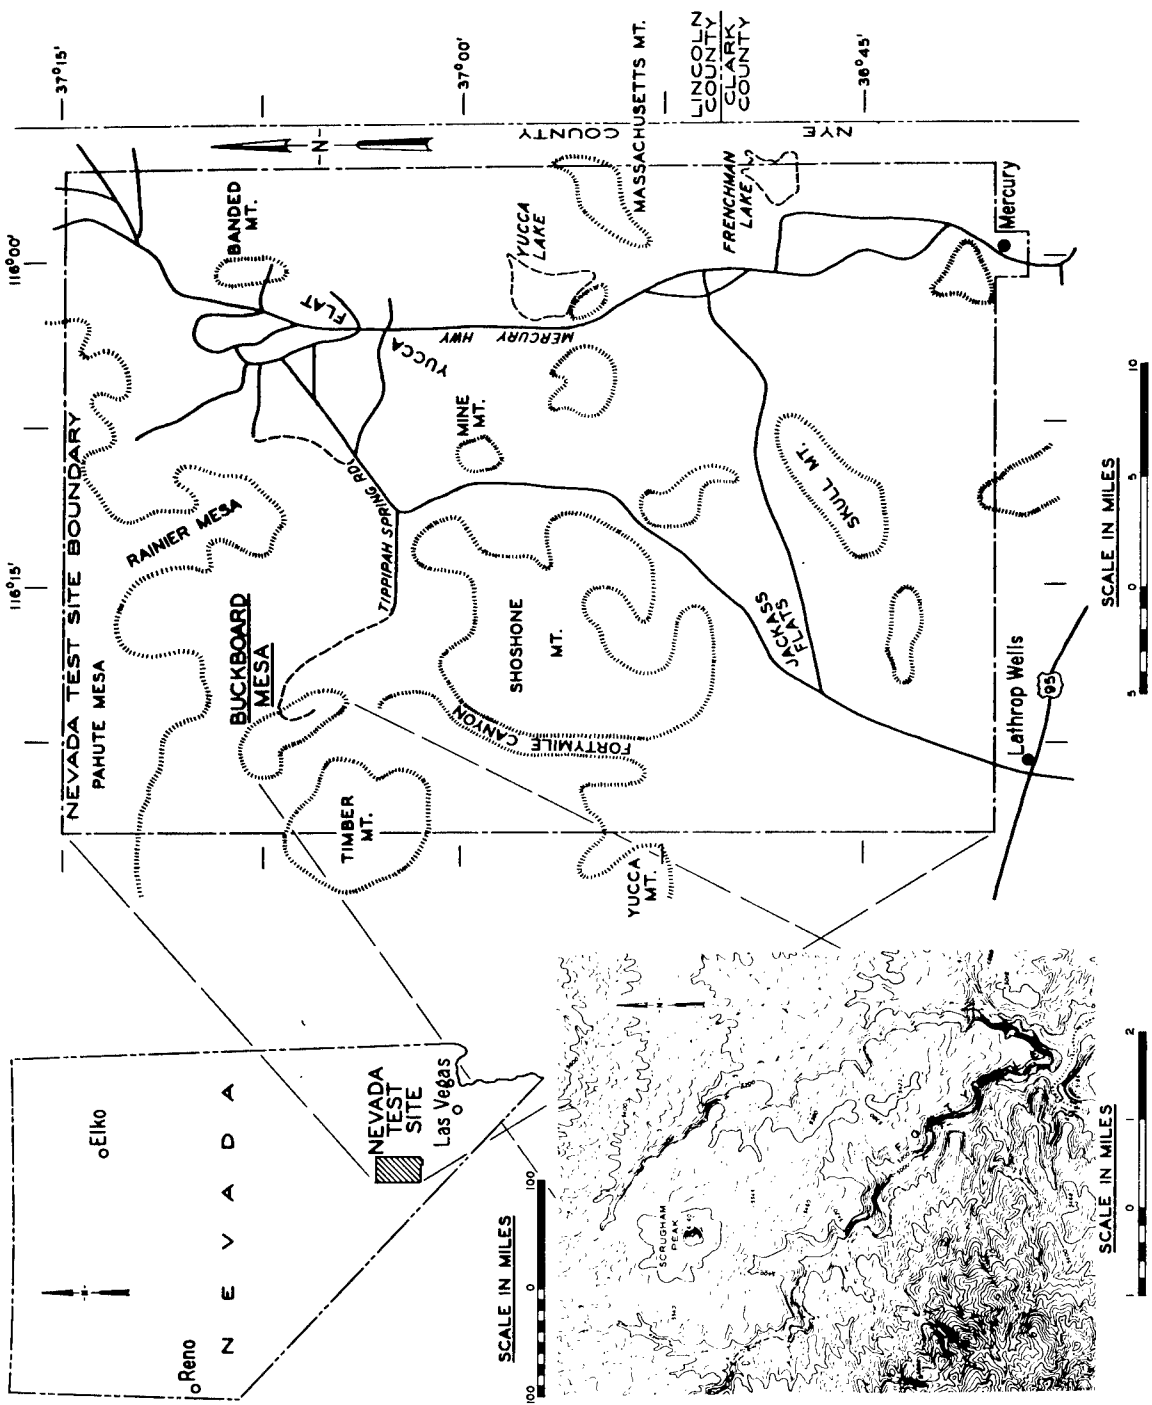 116°15'
116°00'
37°15'
NEVADA TEST SITE BOUNDARY
PAHUTE MESA
RAINIER MESA
BANDED
MT.
N
BUCKBOARD
MESA
TIPPIPAH SPRING RD.
YUCCA
FLAT
TIMBER
MT.
37°00'
MINE
MT.
MERCURY HWY
YUCCA
LAKE
SHOSHONE
MT.
FORTYMILE
CANYON
NYE COUNTY
MASSACHUSETTS MT.
LINCOLN
COUNTY
CLARK
COUNTY
YUCCA
MT.
FRENCHMAN
LAKE
JACKASS
FLATS
SKULL MT.
36°45'
Mercury
Lathrop Wells
95
SCALE IN MILES
5 0 5 10
Elko
Reno
NEVADA
N
NEVADA
TEST
SITE
Las Vegas
SCALE IN MILES
100 0 100
SCRUGHAM
PEAK
N
SCALE IN MILES
1 0 1 2